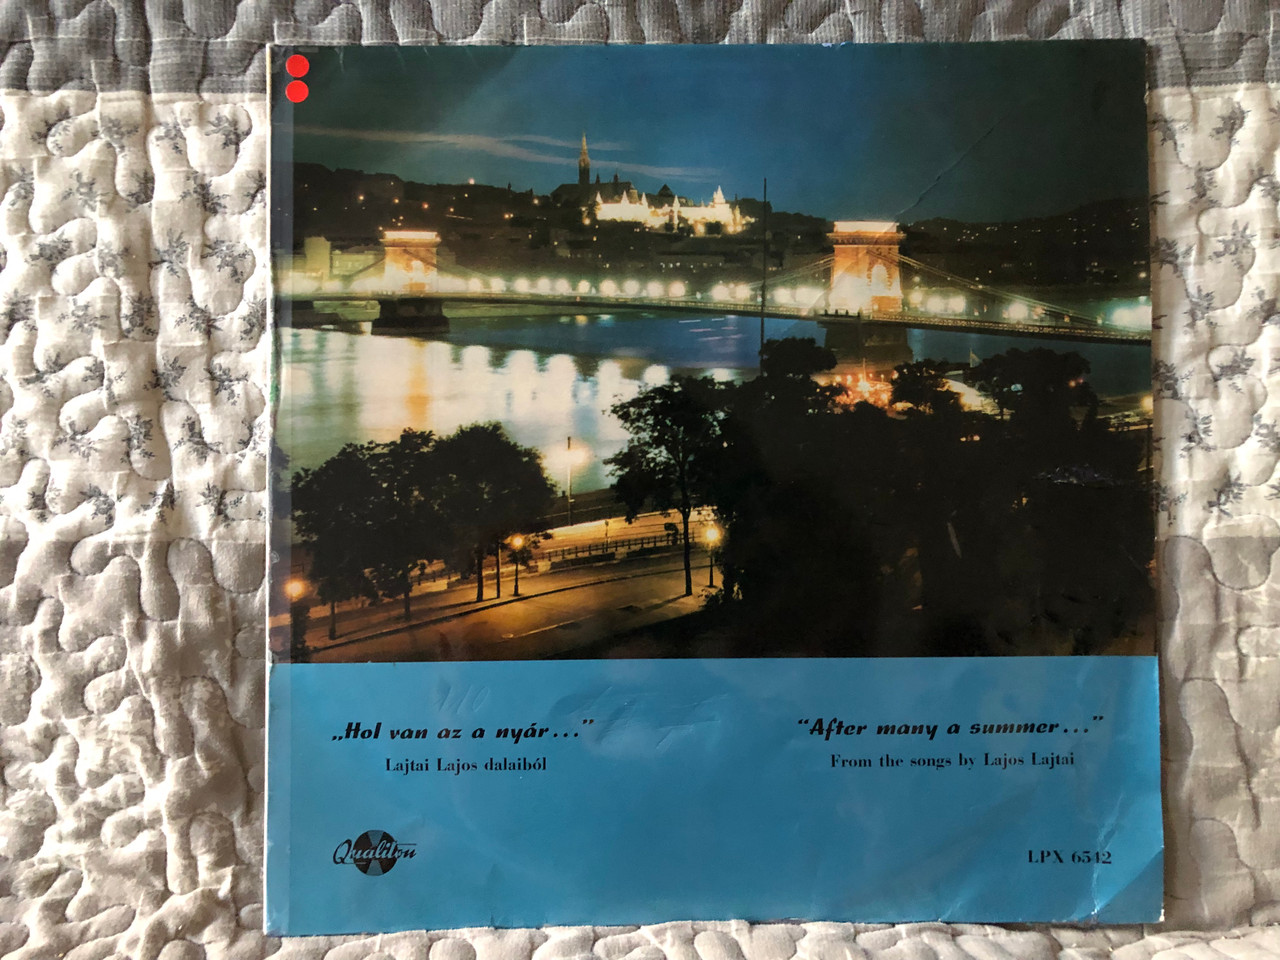 „Hol van az a nyár...”
Lajtai Lajos dalaiból
“After many a summer...”
From the songs by Lajos Lajtai
Qualiton
LPX 6542